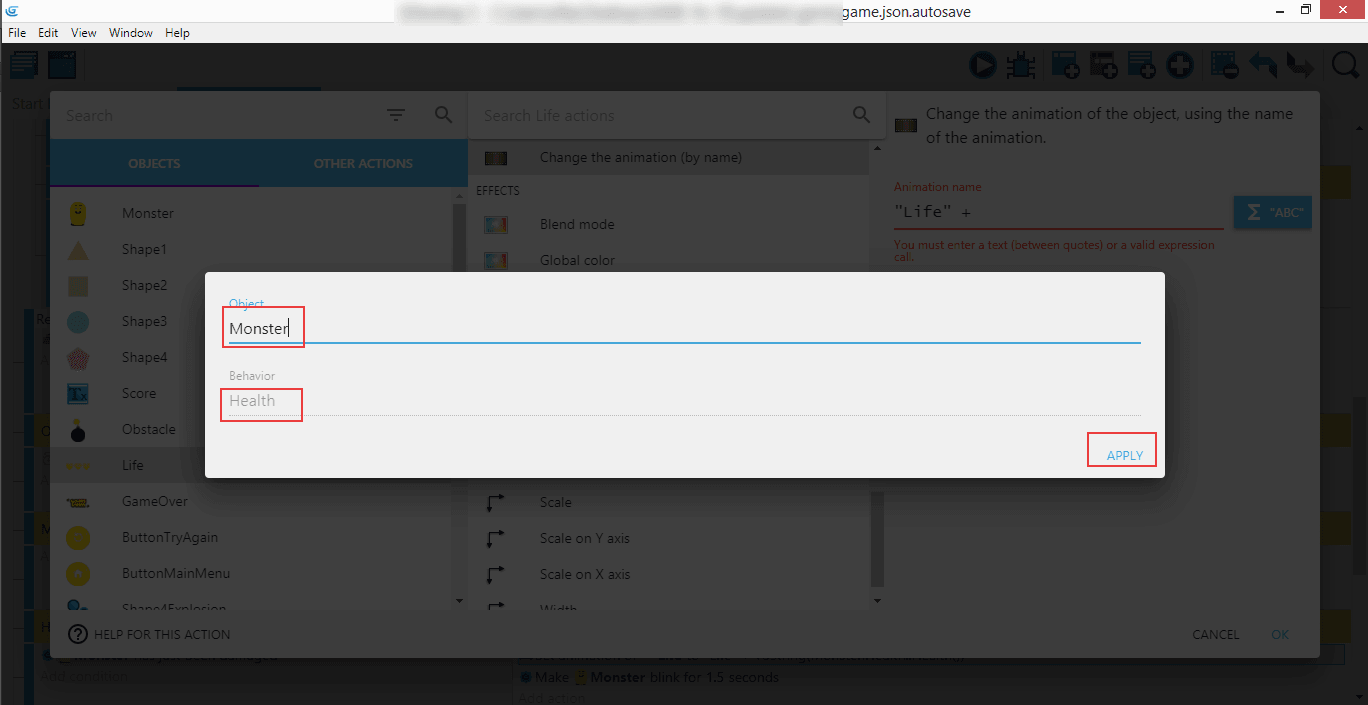 game.json.autosave
File Edit View Window Help
Start
Search
Search Life actions
Change the animation of the object, using the name
of the animation.
OBJECTS
OTHER ACTIONS
Change the animation (by name)
EFFECTS
Animation name
"Life" +
"ABC"
You must enter a text (between quotes) or a valid expression
call.
Monster
Shape1
Blend mode
Shape2
Global color
Shape3
Shape4
Score
Obstacle
Life
GameOver
ButtonTryAgain
ButtonMainMenu
Shape4Explosion
Object
Monster
Behavior
Health
APPLY
Scale
Scale on Y axis
Scale on X axis
Width
HELP FOR THIS ACTION
CANCEL
OK
Add condition
Make Monster blink for 1.5 seconds
Add action